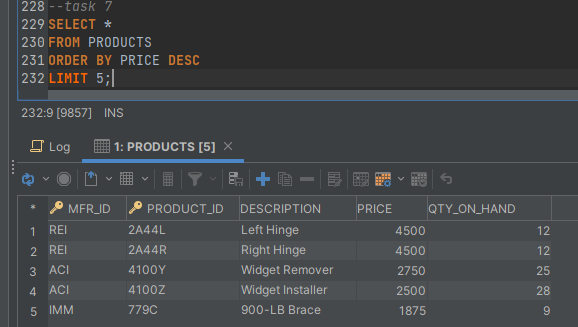 228 --task 7
229 SELECT *
230 FROM PRODUCTS
231 ORDER BY PRICE DESC
232 LIMIT 5;
232:9 [9857] INS
Log 1: PRODUCTS [5] ×
* MFR_ID PRODUCT_ID DESCRIPTION PRICE QTY_ON_HAND
1 REI 2A44L Left Hinge 4500 12
2 REI 2A44R Right Hinge 4500 12
3 ACI 4100Y Widget Remover 2750 25
4 ACI 4100Z Widget Installer 2500 28
5 IMM 779C 900-LB Brace 1875 9